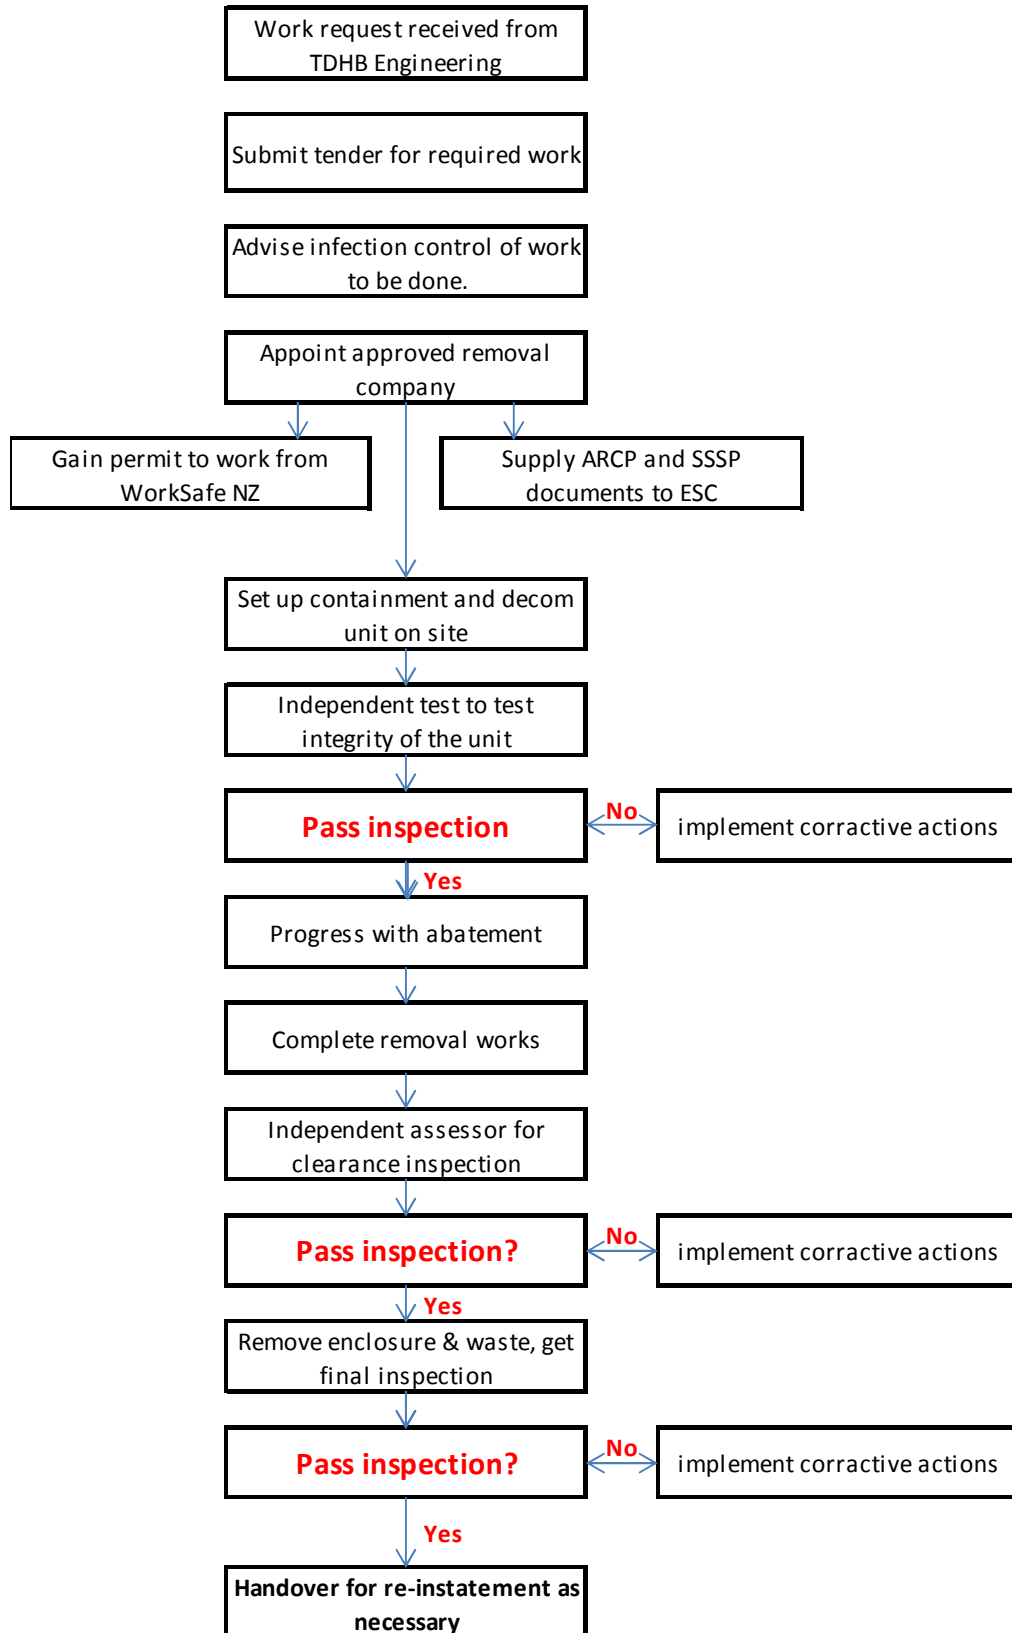 Work request received from
TDHB Engineering
Submit tender for required work
Advise infection control of work
to be done.
Appoint approved removal
company
Gain permit to work from
WorkSafe NZ
Supply ARCP and SSSP
documents to ESC
Set up containment and decom
unit on site
Independent test to test
integrity of the unit
Pass inspection
No
implement corractive actions
Yes
Progress with abatement
Complete removal works
Independent assessor for
clearance inspection
Pass inspection?
No
implement corractive actions
Yes
Remove enclosure & waste, get
final inspection
Pass inspection?
No
implement corractive actions
Yes
Handover for re-instatement as
necessary